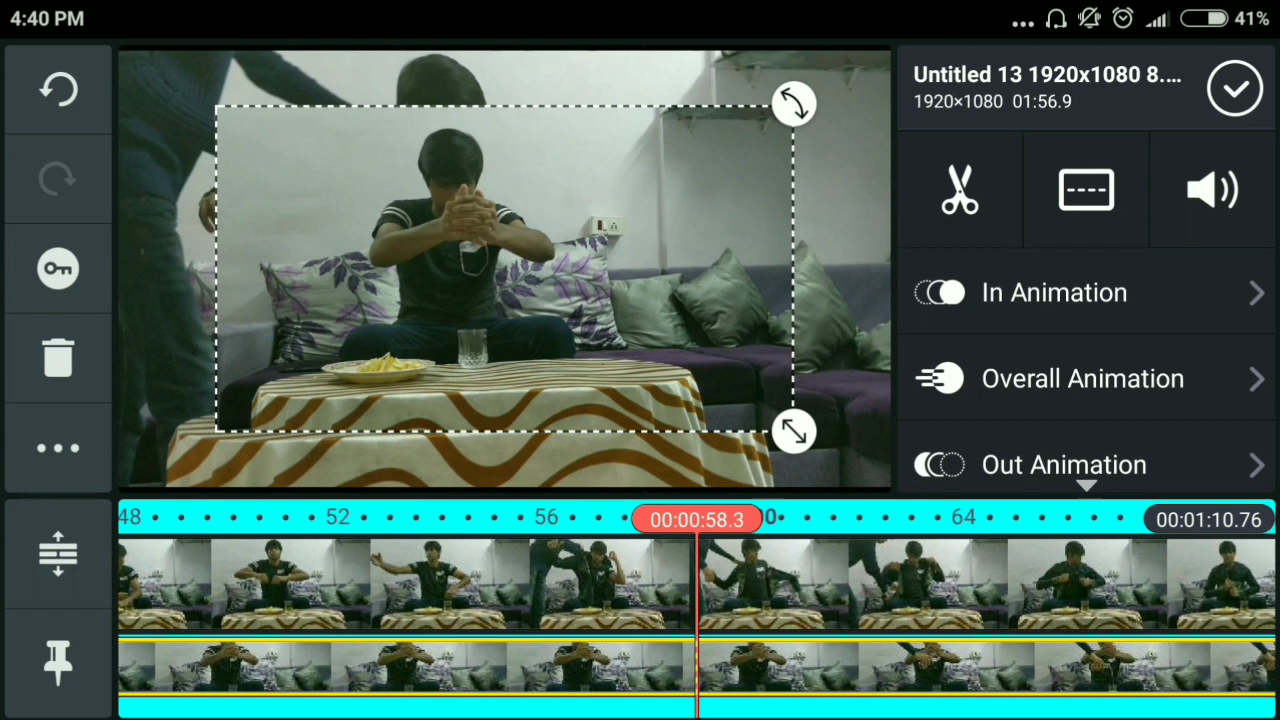 4:40 PM
41%
Untitled 13 1920x1080 8....
1920×1080 01:56.9
In Animation
Overall Animation
Out Animation
48
52
56
00:00:58.3
0
64
00:01:10.76